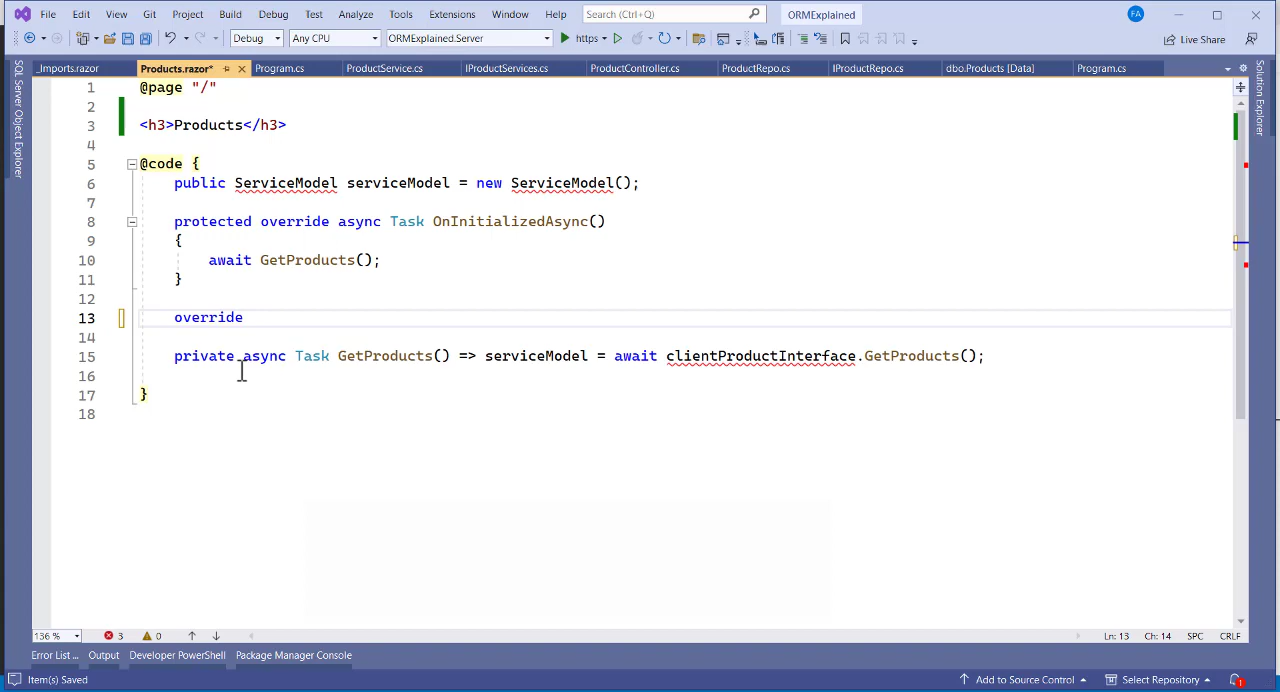 File Edit View Git Project Build Debug Test Analyze Tools Extensions Window Help Search (Ctrl+Q) ORMExplained FA
Debug Any CPU ORMExplained.Server https Live Share
_Imports.razor Products.razor* Program.cs ProductService.cs IProductServices.cs ProductController.cs ProductRepo.cs IProductRepo.cs dbo.Products [Data] Program.cs
SQL Server Object Explorer
Solution Explorer
1 @page "/"
2
3 <h3>Products</h3>
4
5 @code {
6 public ServiceModel serviceModel = new ServiceModel();
7
8 protected override async Task OnInitializedAsync()
9 {
10 await GetProducts();
11 }
12
13 override
14
15 private async Task GetProducts() => serviceModel = await clientProductInterface.GetProducts();
16
17 }
18
136 % 3 0 Ln: 13 Ch: 14 SPC CRLF
Error List ... Output Developer PowerShell Package Manager Console
Item(s) Saved Add to Source Control Select Repository 1